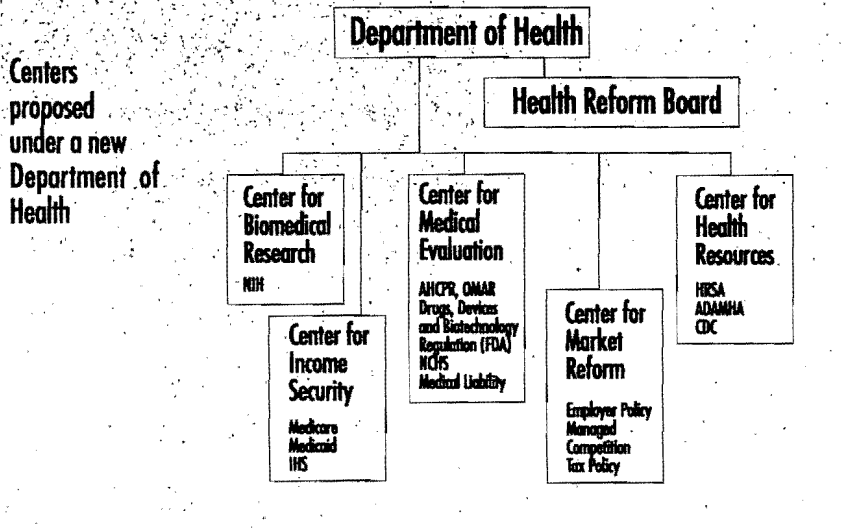 Department of Health
Health Reform Board
Centers
proposed
under a new
Department of
Health
Center for
Biomedical
Research
NIH
Center for
Income
Security
Medicare
Medicaid
IHS
Center for
Medical
Evaluation
AHCPR, OMAR
Drugs, Devices
and Biotechnology
Regulation (FDA)
NCHS
Medical Liability
Center for
Market
Reform
Employer Policy
Managed
Competition
Tax Policy
Center for
Health
Resources
HRSA
ADAMHA
CDC